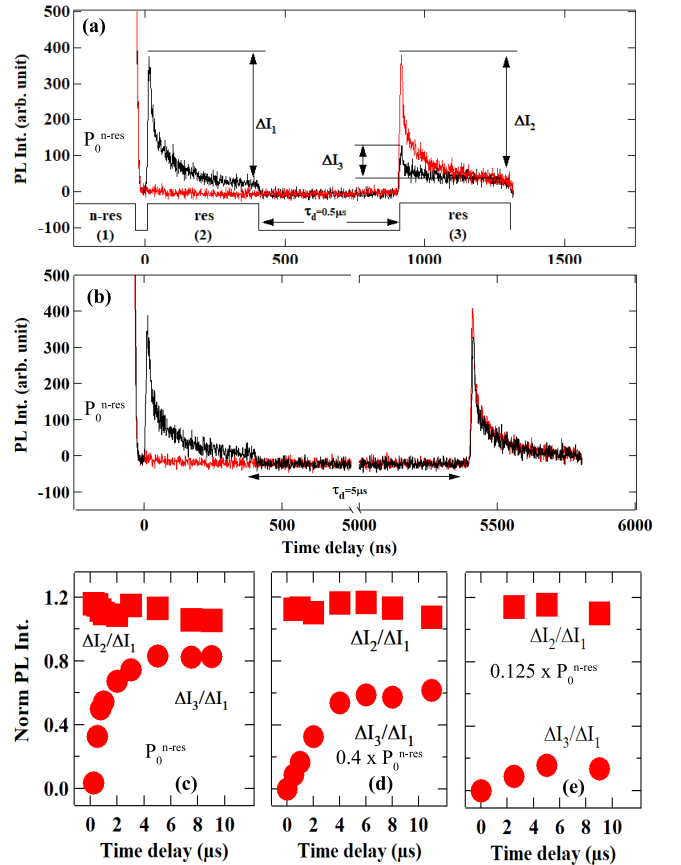 (a)
PL Int. (arb. unit)
500
400
300
200
100
0
-100
P₀ⁿ⁻ʳᵉˢ
ΔI₁
ΔI₃
ΔI₂
n-res
(1)
res
(2)
τd=0.5µs
res
(3)
0
500
1000
1500
(b)
PL Int. (arb. unit)
500
400
300
200
100
0
-100
P₀ⁿ⁻ʳᵉˢ
τd=5µs
0
500
5000
5500
6000
Time delay (ns)
Norm PL Int.
1.2
0.8
0.4
0.0
ΔI₂/ΔI₁
ΔI₃/ΔI₁
P₀ⁿ⁻ʳᵉˢ
(c)
0 2 4 6 8 10
Time delay (µs)
ΔI₂/ΔI₁
ΔI₃/ΔI₁
0.4 x P₀ⁿ⁻ʳᵉˢ
(d)
0 2 4 6 8 10
Time delay (µs)
ΔI₂/ΔI₁
0.125 x P₀ⁿ⁻ʳᵉˢ
ΔI₃/ΔI₁
(e)
0 2 4 6 8 10
Time delay (µs)